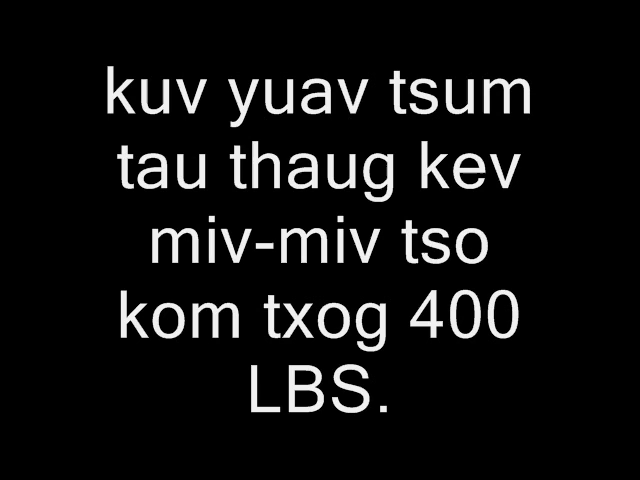 kuv yuav tsum
tau thaug kev
miv-miv tso
kom txog 400
LBS.